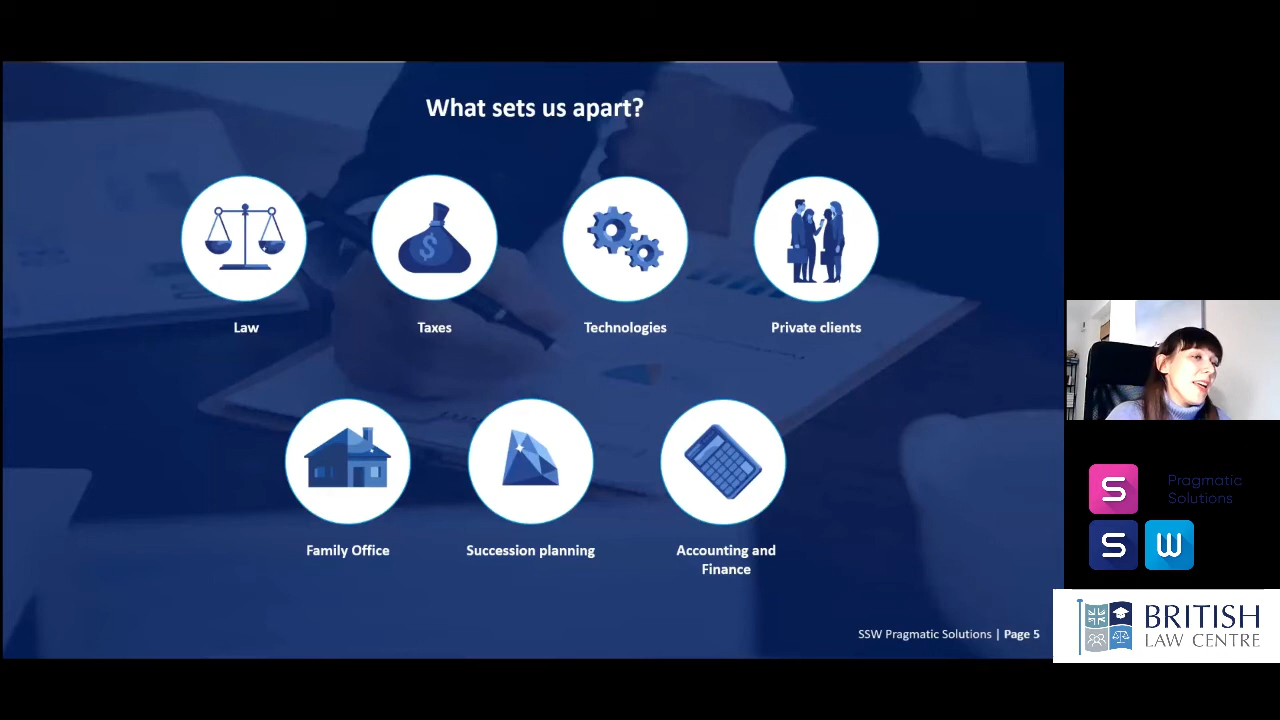 What sets us apart?
$
Law
Taxes
Technologies
Private clients
Family Office
Succession planning
Accounting and
Finance
SSW Pragmatic Solutions | Page 5
S
Pragmatic
Solutions
S W
BRITISH
LAW CENTRE